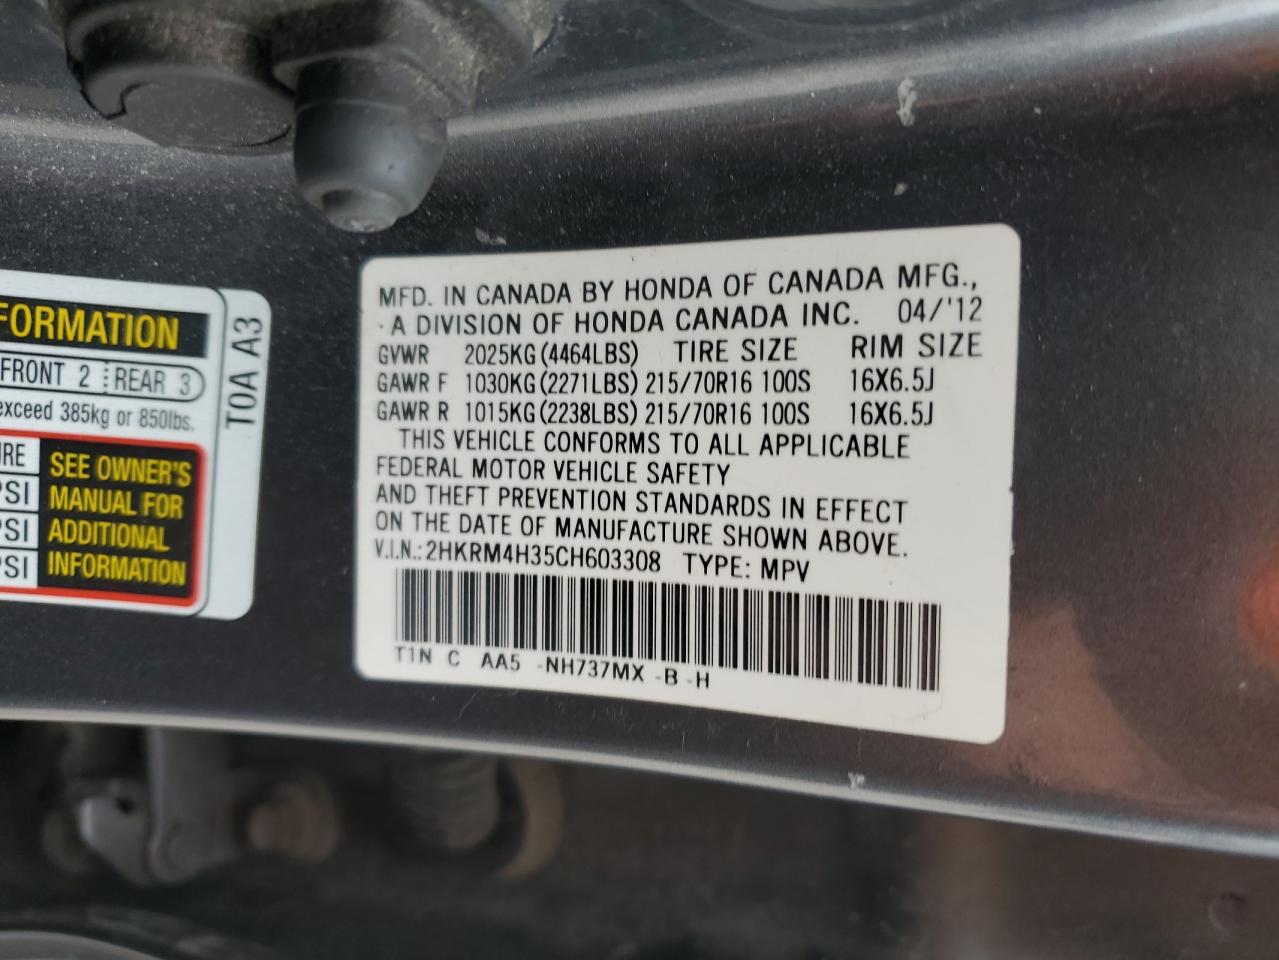 FORMATION
FRONT 2 REAR 3
exceed 385kg or 850lbs.
SEE OWNER'S
PSI MANUAL FOR
PSI ADDITIONAL
PSI INFORMATION
T0A A3
MFD. IN CANADA BY HONDA OF CANADA MFG.,
A DIVISION OF HONDA CANADA INC. 04/'12
GVWR 2025KG (4464LBS) TIRE SIZE RIM SIZE
GAWR F 1030KG (2271LBS) 215/70R16 100S 16X6.5J
GAWR R 1015KG (2238LBS) 215/70R16 100S 16X6.5J
THIS VEHICLE CONFORMS TO ALL APPLICABLE
FEDERAL MOTOR VEHICLE SAFETY
AND THEFT PREVENTION STANDARDS IN EFFECT
ON THE DATE OF MANUFACTURE SHOWN ABOVE.
V.I.N.: 2HKRM4H35CH603308 TYPE: MPV
T1N C AA5 -NH737MX -B -H